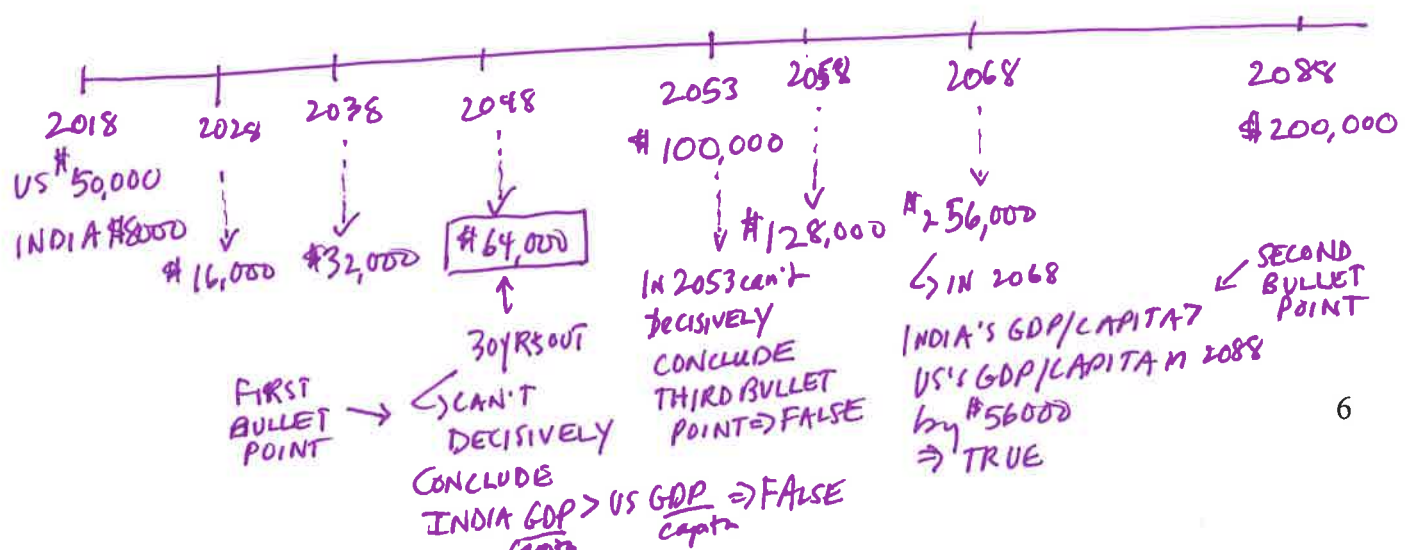 2018 2028 2038 2048 2053 2058 2068 2088
US $50,000 $100,000 $200,000
INDIA $8000
$16,000 $32,000 $64,000 $128,000 $256,000
FIRST
BULLET
POINT
30YRS OUT
CAN'T
DECISIVELY
CONCLUDE
INDIA GDP > US GDP ⇒ FALSE
capita capita
IN 2053 can't
DECISIVELY
CONCLUDE
THIRD BULLET
POINT ⇒ FALSE
IN 2068
INDIA'S GDP/CAPITA >
US'S GDP/CAPITA in 2088
by $56000
⇒ TRUE
SECOND
BULLET
POINT
6